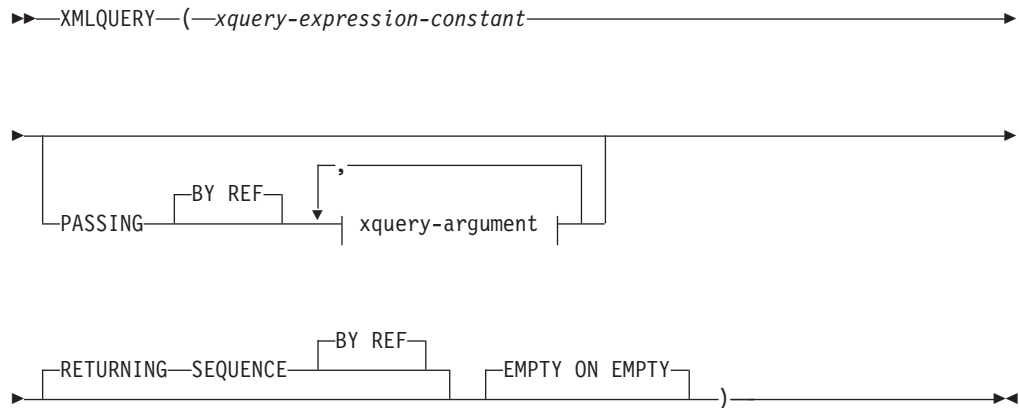 XMLQUERY ( xquery-expression-constant
,
BY REF
PASSING xquery-argument
BY REF
RETURNING SEQUENCE EMPTY ON EMPTY
)